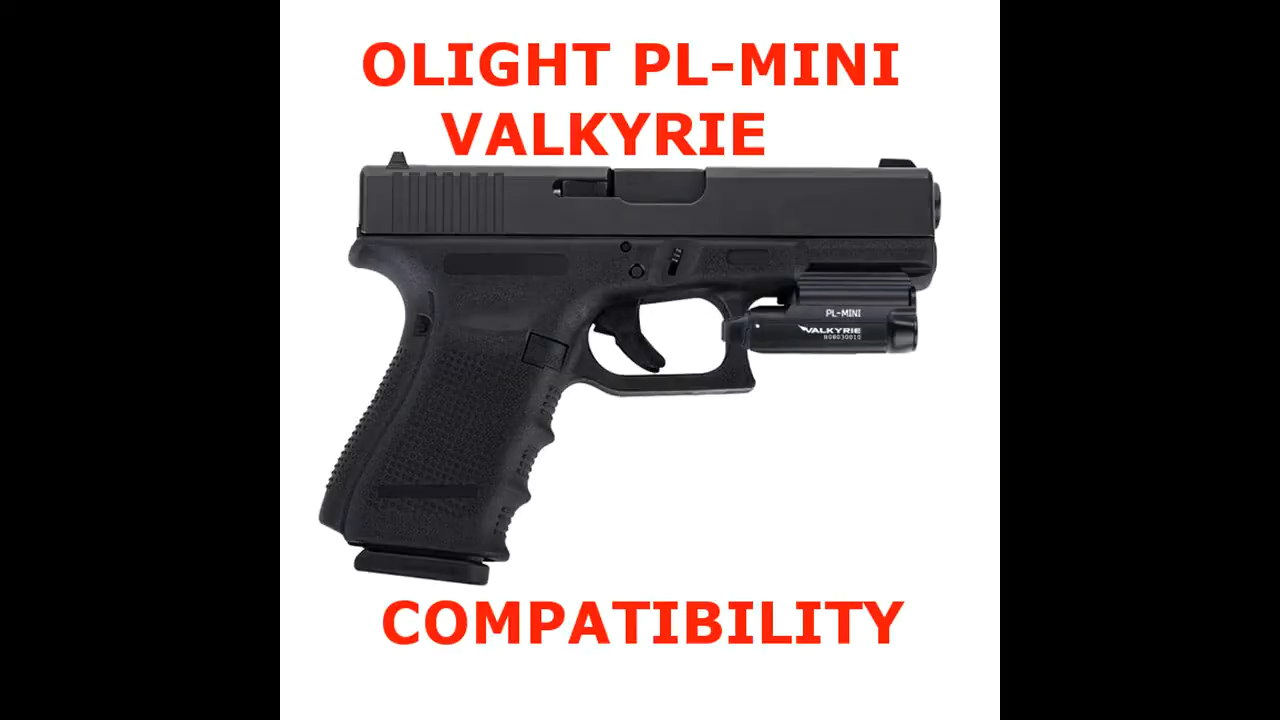 OLIGHT PL-MINI
VALKYRIE
PL-MINI
VALKYRIE
COMPATIBILITY